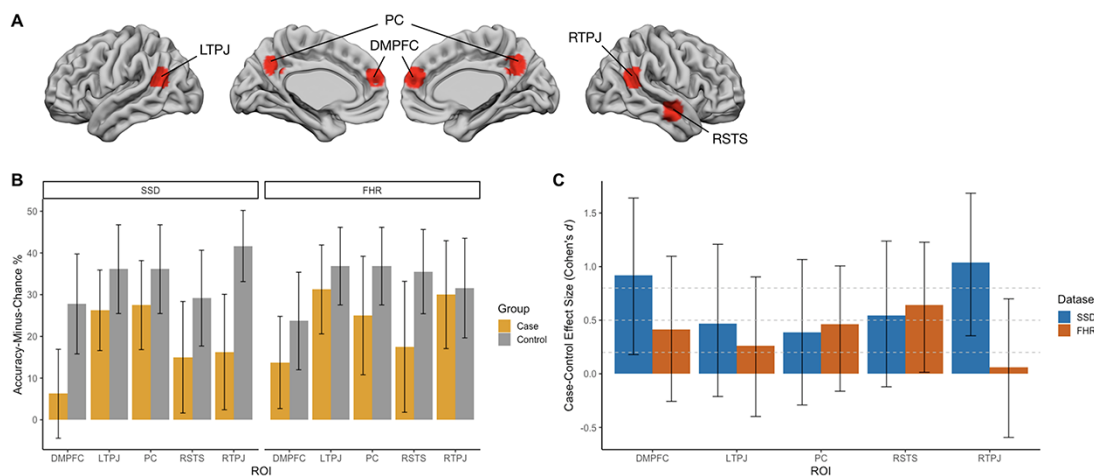 A
LTPJ
PC
DMPFC
RTPJ
RSTS
B
SSD
FHR
Accuracy-Minus-Chance %
50
40
30
20
10
0
DMPFC LTPJ PC RSTS RTPJ
DMPFC LTPJ PC RSTS RTPJ
ROI
Group
Case
Control
C
Case-Control Effect Size (Cohen's d)
1.5
1.0
0.5
0.0
-0.5
DMPFC LTPJ PC RSTS RTPJ
ROI
Dataset
SSD
FHR